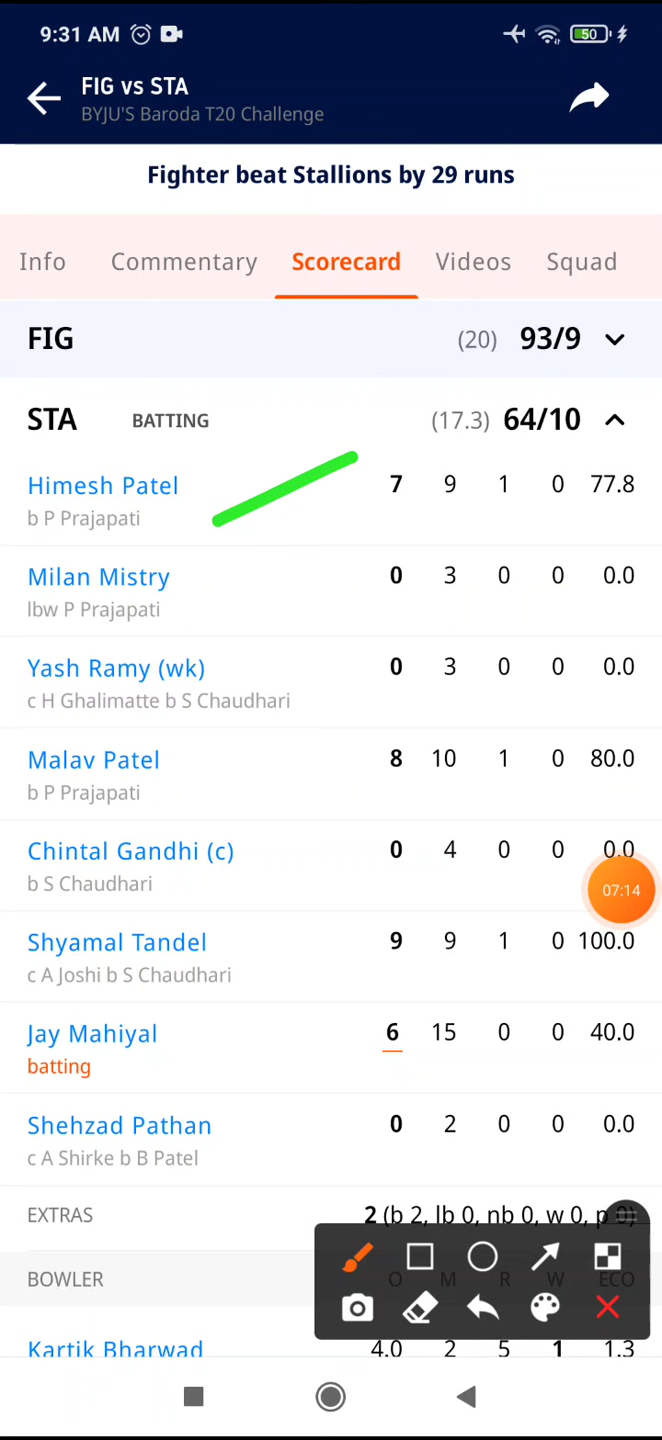 9:31 AM
50
FIG vs STA
BYJU'S Baroda T20 Challenge
Fighter beat Stallions by 29 runs
Info Commentary Scorecard Videos Squad
FIG (20) 93/9
STA BATTING (17.3) 64/10
Himesh Patel 7 9 1 0 77.8
b P Prajapati
Milan Mistry 0 3 0 0 0.0
lbw P Prajapati
Yash Ramy (wk) 0 3 0 0 0.0
c H Ghalimatte b S Chaudhari
Malav Patel 8 10 1 0 80.0
b P Prajapati
Chintal Gandhi (c) 0 4 0 0 0.0
b S Chaudhari
07:14
Shyamal Tandel 9 9 1 0 100.0
c A Joshi b S Chaudhari
Jay Mahiyal 6 15 0 0 40.0
batting
Shehzad Pathan 0 2 0 0 0.0
c A Shirke b B Patel
EXTRAS 2 (b 2, lb 0, nb 0, w 0, p 0)
BOWLER O M R W ECO
Kartik Bharwad 4.0 2 5 1 1.3